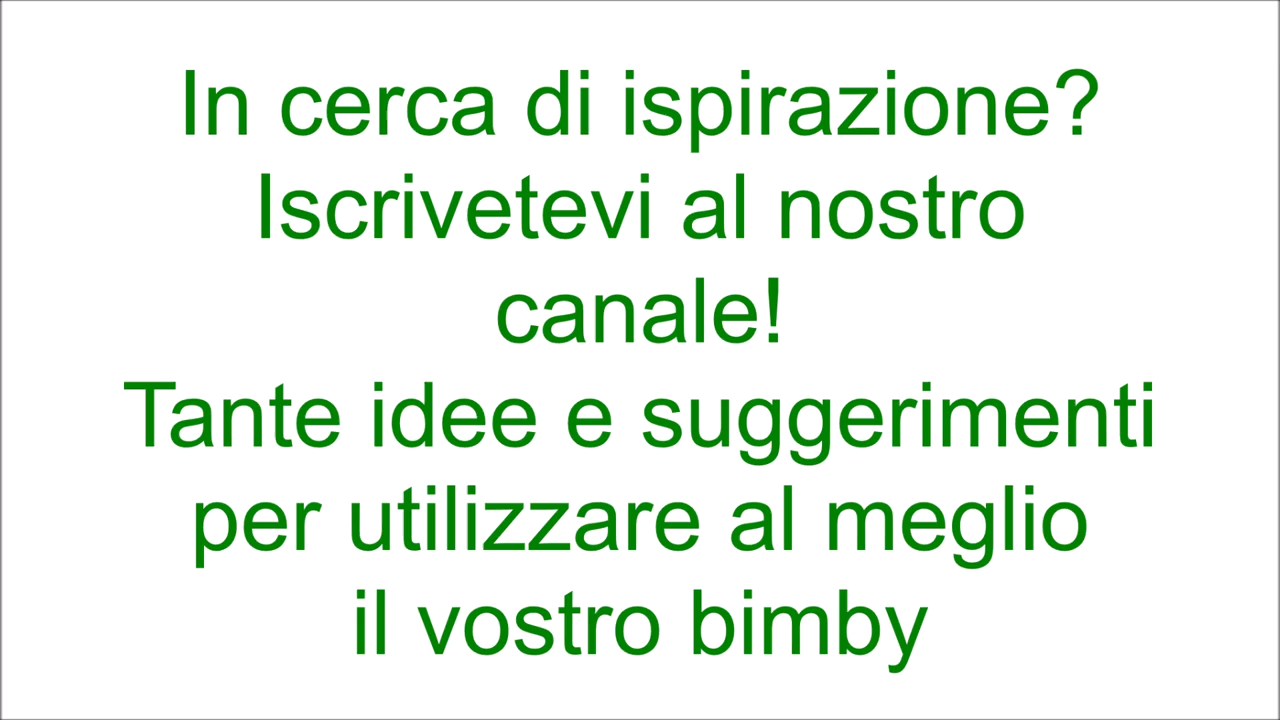 In cerca di ispirazione?
Iscrivetevi al nostro
canale!
Tante idee e suggerimenti
per utilizzare al meglio
il vostro bimby